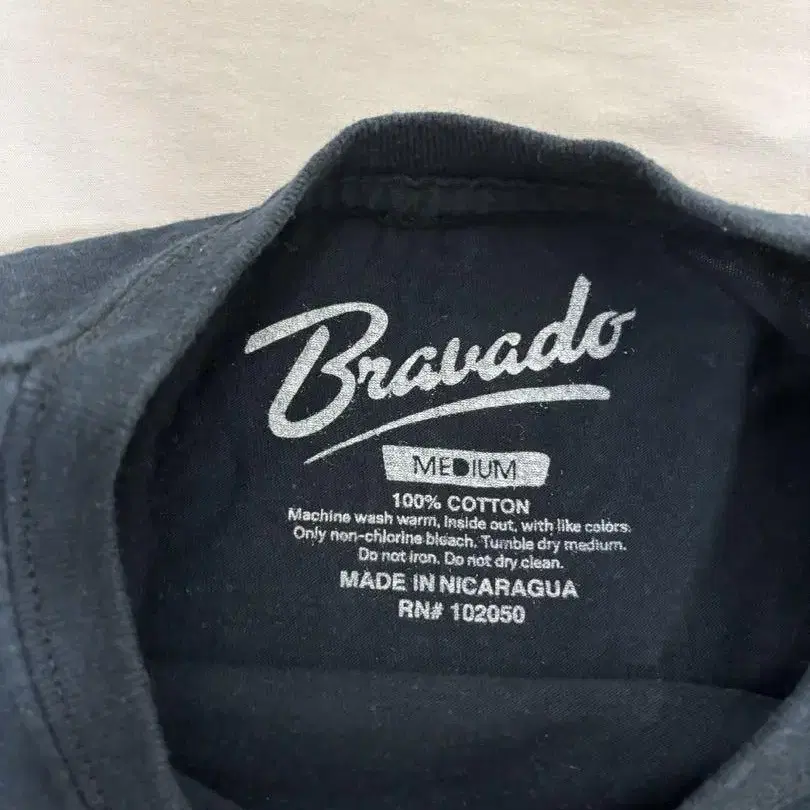 Bravado
MEDIUM
100% COTTON
Machine wash warm, inside out, with like colors.
Only non-chlorine bleach. Tumble dry medium.
Do not iron. Do not dry clean.
MADE IN NICARAGUA
RN# 102050